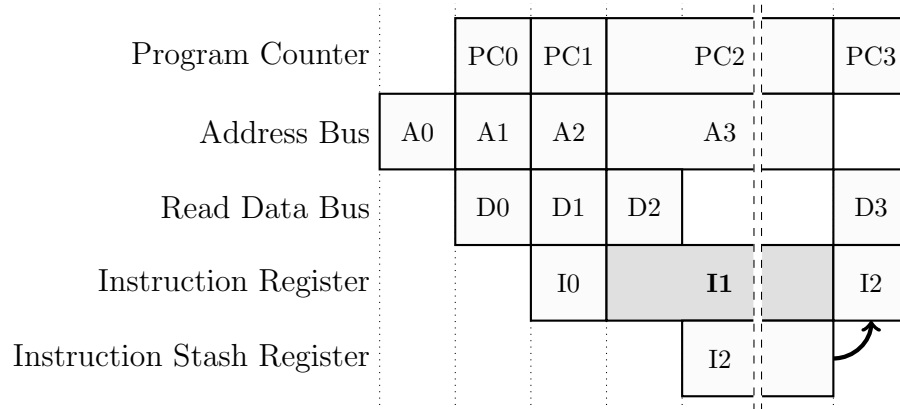 Program Counter PC0 PC1 PC2 PC3
Address Bus A0 A1 A2 A3
Read Data Bus D0 D1 D2 D3
Instruction Register I0 I1 I2
Instruction Stash Register I2